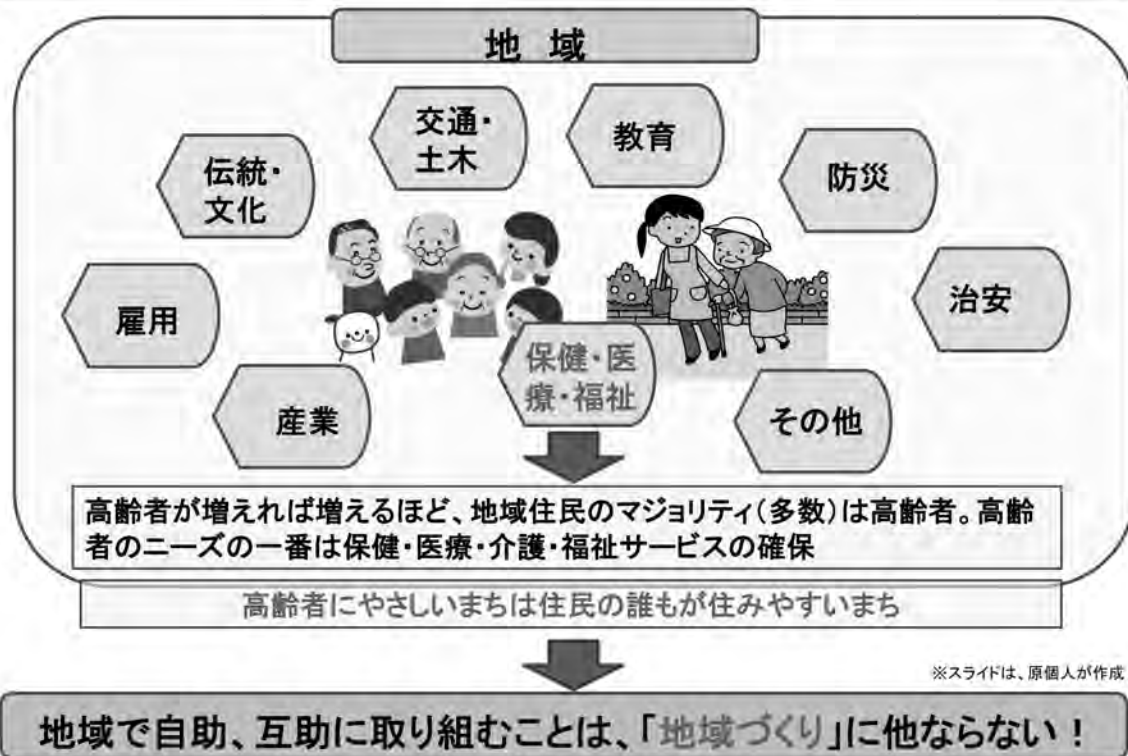 地 域
交通・
土木
教育
伝統・
文化
防災
雇用
治安
保健・医
療・福祉
産業
その他
高齢者が増えれば増えるほど、地域住民のマジョリティ(多数)は高齢者。高齢
者のニーズの一番は保健・医療・介護・福祉サービスの確保
高齢者にやさしいまちは住民の誰もが住みやすいまち
※スライドは、原個人が作成
地域で自助、互助に取り組むことは、「地域づくり」に他ならない！